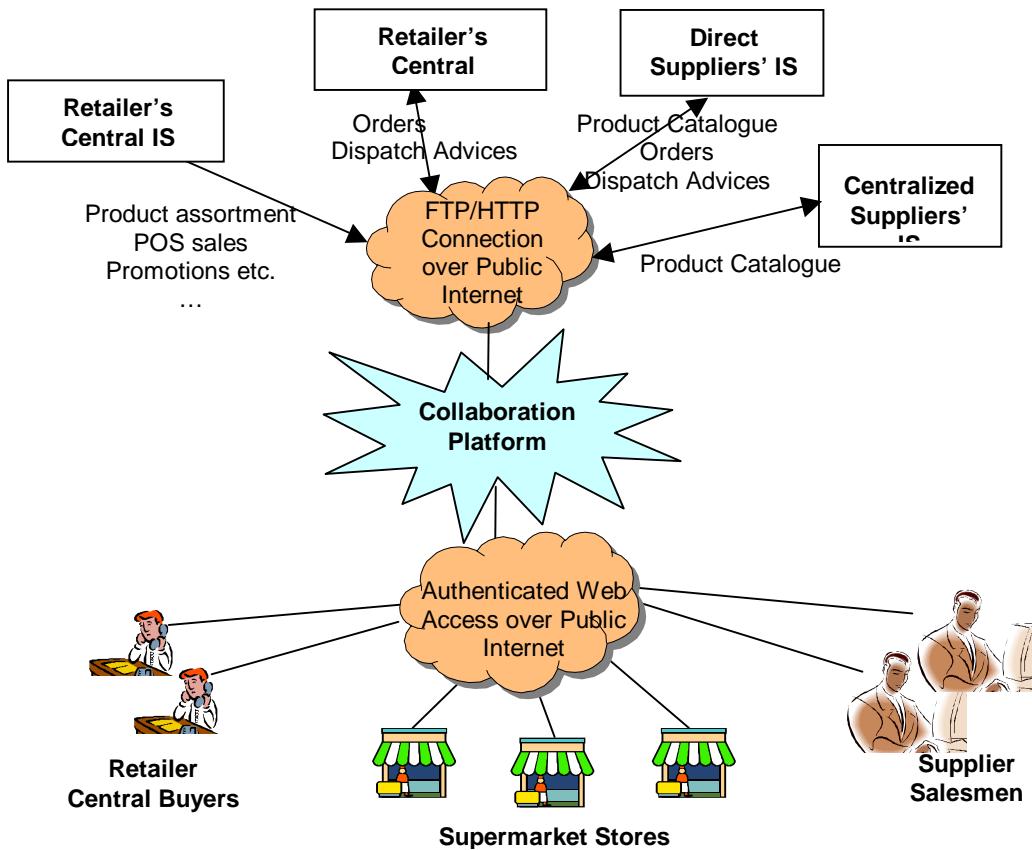 Retailer's
Central
Direct
Suppliers' IS
Retailer's
Central IS
Orders
Dispatch Advices
Product Catalogue
Orders
Dispatch Advices
Centralized
Suppliers'
IS
Product assortment
POS sales
Promotions etc.
…
FTP/HTTP
Connection
over Public
Internet
Product Catalogue
Collaboration
Platform
Authenticated Web
Access over Public
Internet
Retailer
Central Buyers
Supermarket Stores
Supplier
Salesmen